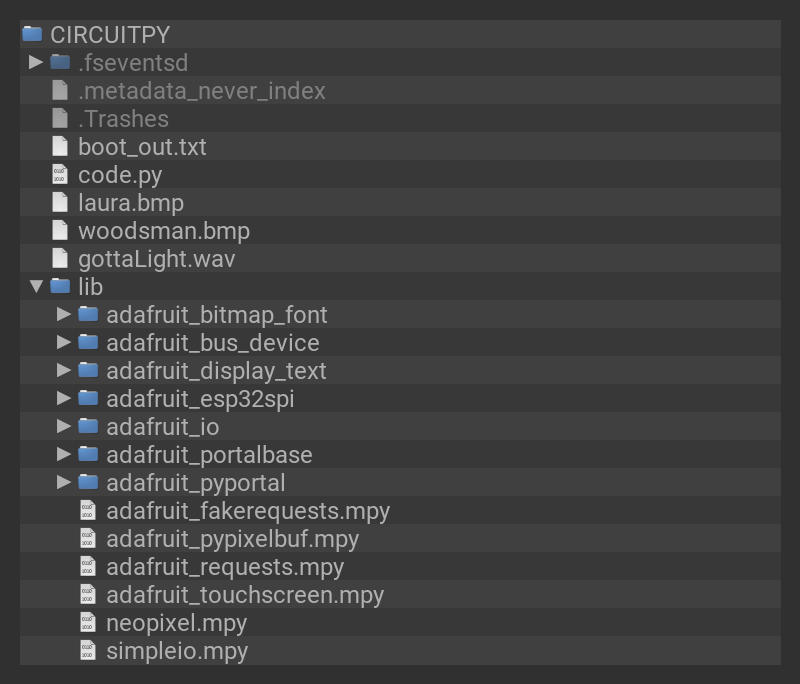 CIRCUITPY
.fseventsd
.metadata_never_index
.Trashes
boot_out.txt
code.py
laura.bmp
woodsman.bmp
gottaLight.wav
lib
adafruit_bitmap_font
adafruit_bus_device
adafruit_display_text
adafruit_esp32spi
adafruit_io
adafruit_portalbase
adafruit_pyportal
adafruit_fakerequests.mpy
adafruit_pypixelbuf.mpy
adafruit_requests.mpy
adafruit_touchscreen.mpy
neopixel.mpy
simpleio.mpy